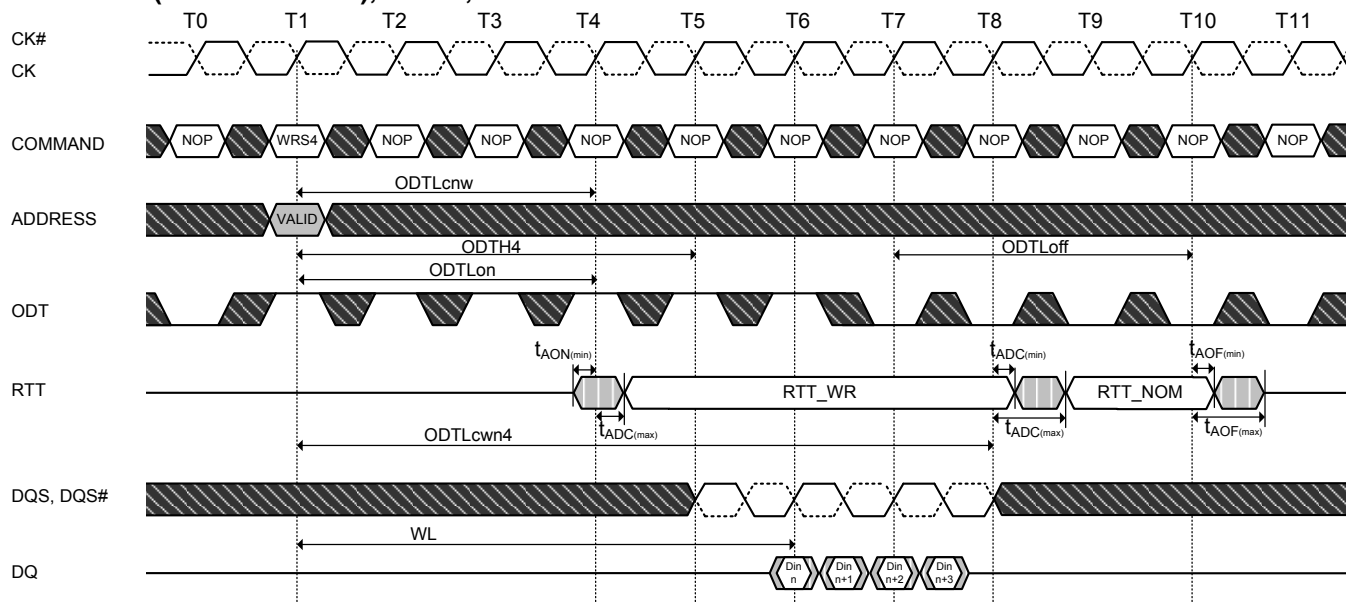 T0 T1 T2 T3 T4 T5 T6 T7 T8 T9 T10 T11
CK#
CK
COMMAND NOP WRS4 NOP NOP NOP NOP NOP NOP NOP NOP NOP NOP
ODTLcnw
ADDRESS VALID
ODTH4 ODTLoff
ODTLon
ODT
tAON(min) tADC(min) tAOF(min)
RTT RTT_WR RTT_NOM
tADC(max) tADC(max) tAOF(max)
ODTLcwn4
DQS, DQS#
WL
DQ Din n Din n+1 Din n+2 Din n+3